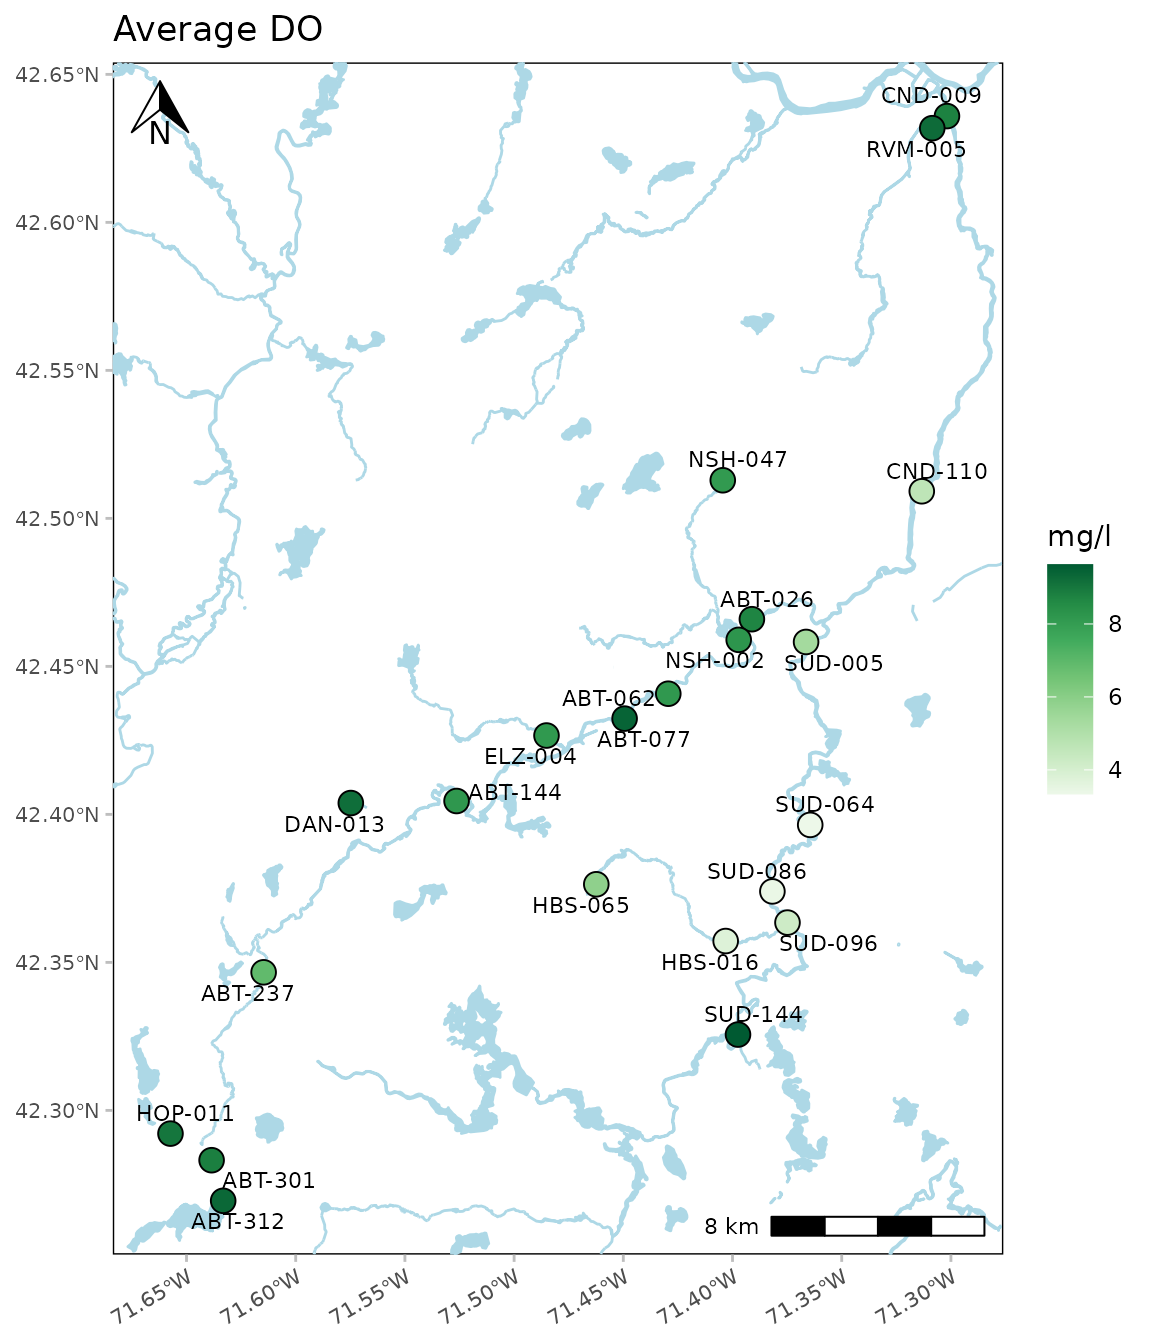 Average DO
42.65°N
42.60°N
42.55°N
42.50°N
42.45°N
42.40°N
42.35°N
42.30°N
N
CND-009
RVM-005
NSH-047
CND-110
ABT-026
NSH-002
SUD-005
ABT-062
ABT-077
ELZ-004
ABT-144
DAN-013
SUD-064
SUD-086
HBS-065
SUD-096
HBS-016
ABT-237
SUD-144
HOP-011
ABT-301
ABT-312
8 km
71.65°W
71.60°W
71.55°W
71.50°W
71.45°W
71.40°W
71.35°W
71.30°W
mg/l
8
6
4